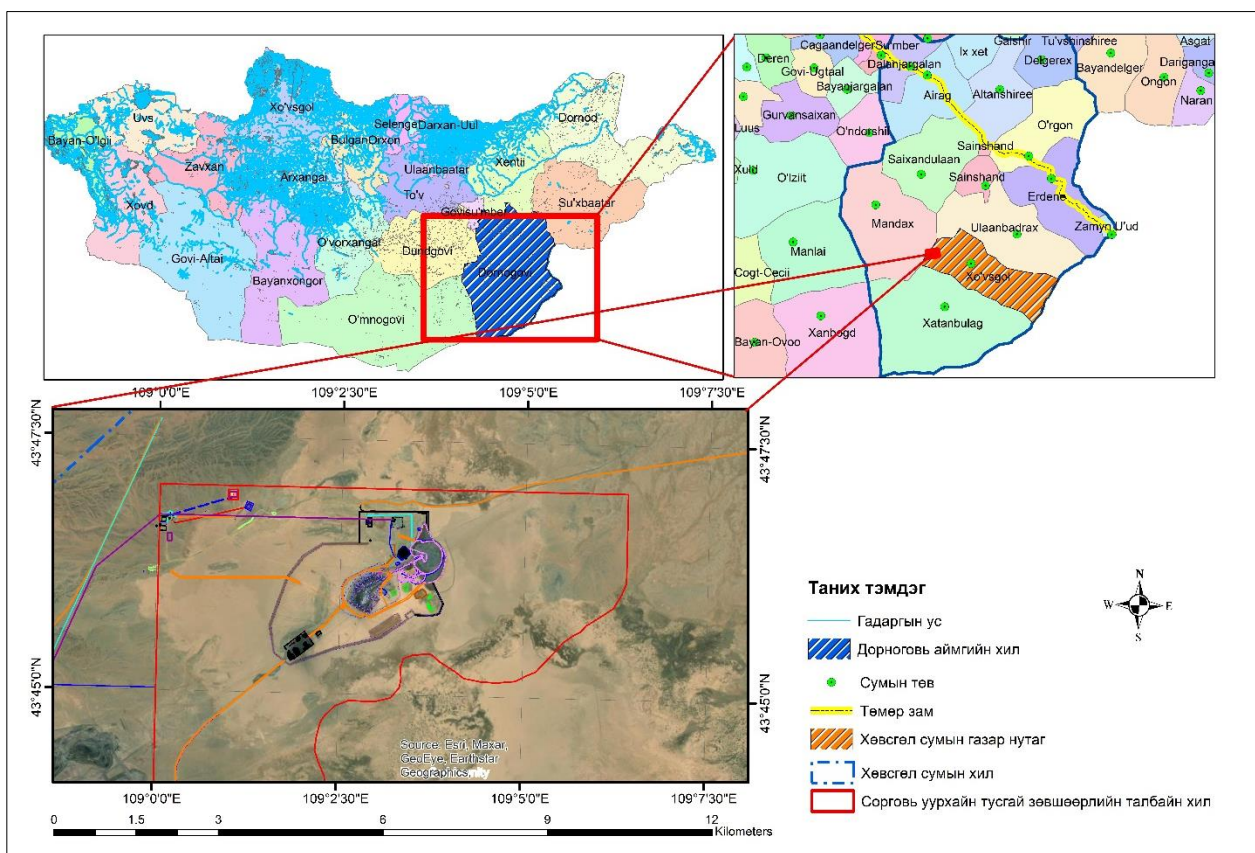 Uvs
Xo'vsgol
Bayan-O'lgii
Zavxan
Bulgan
Orxon
Selenge
Darxan-Uul
Dornod
Xentii
Arxangai
Ulaanbaatar
To'v
Xovd
Govisu'mber
Su'xbaatar
Govi-Altai
O'vorxangai
Dundgovi
Dornogovi
Bayanxongor
O'mnogovi
Cagaandelger
Su'mber
Galshir
Tu'vshinshiree
Asgat
Deren
Dalanjargalan
Ix xet
Delgerex
Bayandelger
Dariganga
Govi-Ugtaal
Bayanjargalan
Airag
Altanshiree
Ongon
Naran
Gurvansaixan
Luus
O'ndorshil
O'rgon
Sainshand
Saixandulaan
Xuld
O'lziit
Sainshand
Erdene
Mandax
Ulaanbadrax
Zamyn U'ud
Manlai
Cogt-Cecii
Xo'vsgol
Xanbogd
Xatanbulag
Bayan-Ovoo
109°0'0"E
109°2'30"E
109°5'0"E
109°7'30"E
43°47'30"N
43°47'30"N
43°45'0"N
43°45'0"N
Source: Esri, Maxar,
GeoEye, Earthstar
Geographics,
109°0'0"E
109°2'30"E
109°5'0"E
109°7'30"E
0 1.5 3 6 9 12
Kilometers
Таних тэмдэг
N
W E
S
Гадаргын ус
Дорноговь аймгийн хил
Сумын төв
Төмөр зам
Хөвсгөл сумын газар нутаг
Хөвсгөл сумын хил
Сорговь уурхайн тусгай зөвшөөрлийн талбайн хил